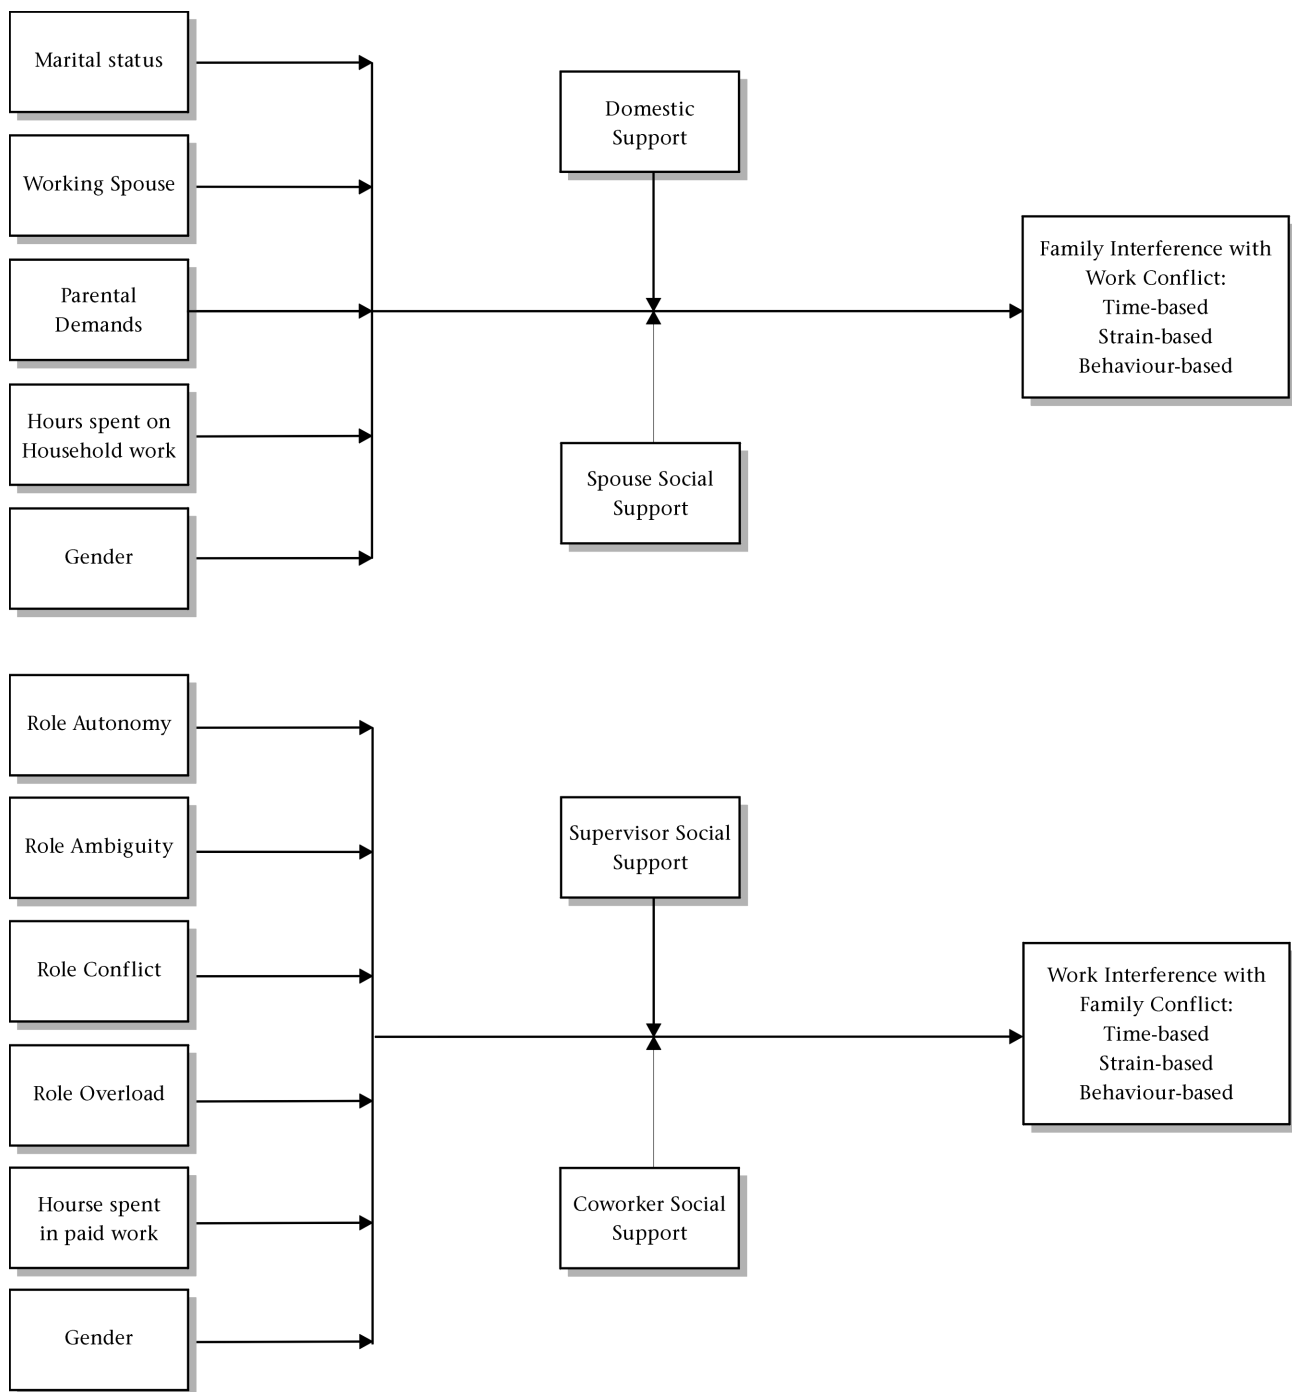 Marital status
Working Spouse
Parental
Demands
Hours spent on
Household work
Gender
Domestic
Support
Spouse Social
Support
Family Interference with
Work Conflict:
Time-based
Strain-based
Behaviour-based
Role Autonomy
Role Ambiguity
Role Conflict
Role Overload
Hourse spent
in paid work
Gender
Supervisor Social
Support
Coworker Social
Support
Work Interference with
Family Conflict:
Time-based
Strain-based
Behaviour-based